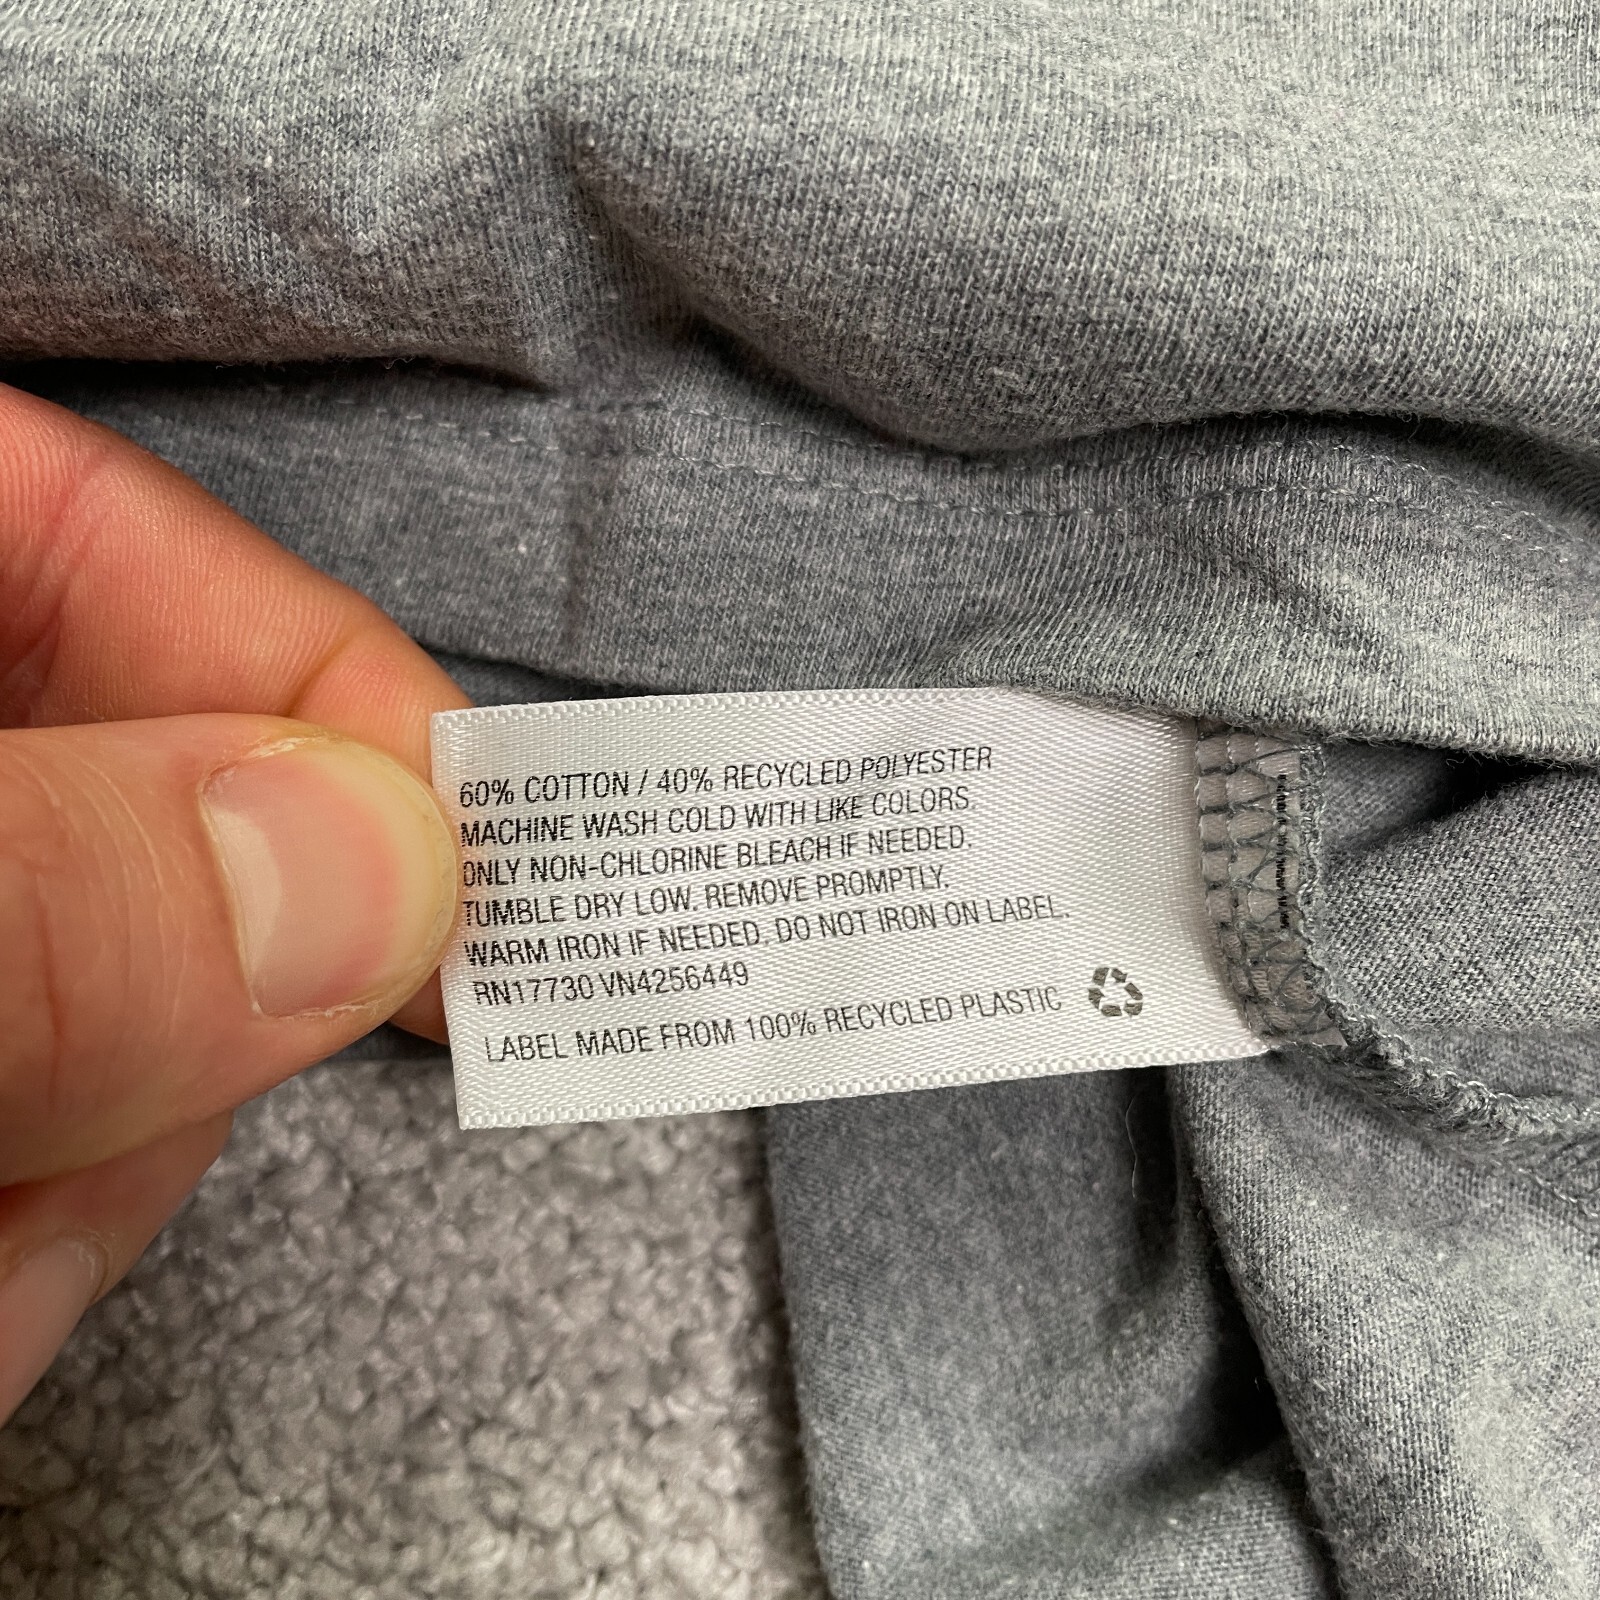 60% COTTON / 40% RECYCLED POLYESTER
MACHINE WASH COLD WITH LIKE COLORS.
ONLY NON-CHLORINE BLEACH IF NEEDED.
TUMBLE DRY LOW. REMOVE PROMPTLY.
WARM IRON IF NEEDED. DO NOT IRON ON LABEL.
RN17730 VN4256449
LABEL MADE FROM 100% RECYCLED PLASTIC